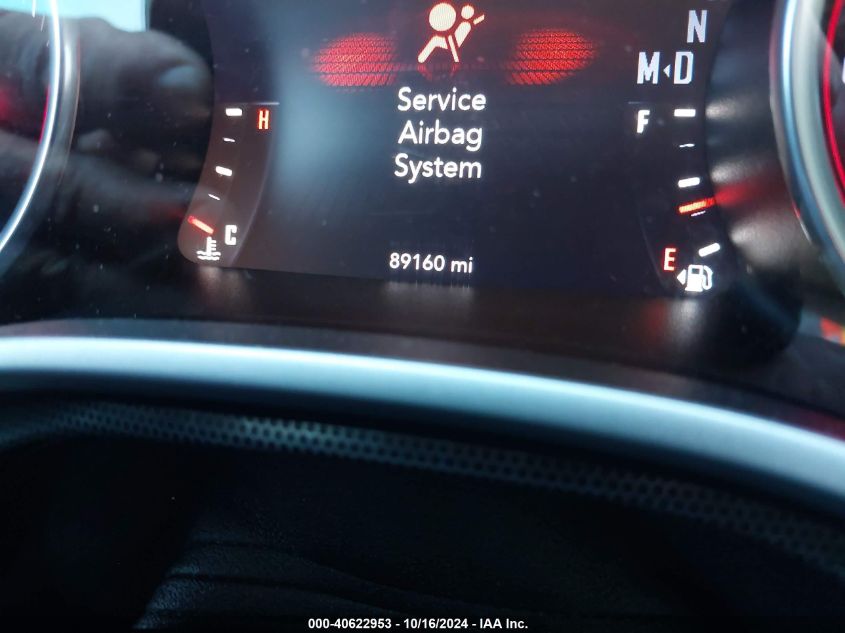 N
M◂D
Service
Airbag
System
H
F
C
E
89160 mi
000-40622953 - 10/16/2024 - IAA Inc.